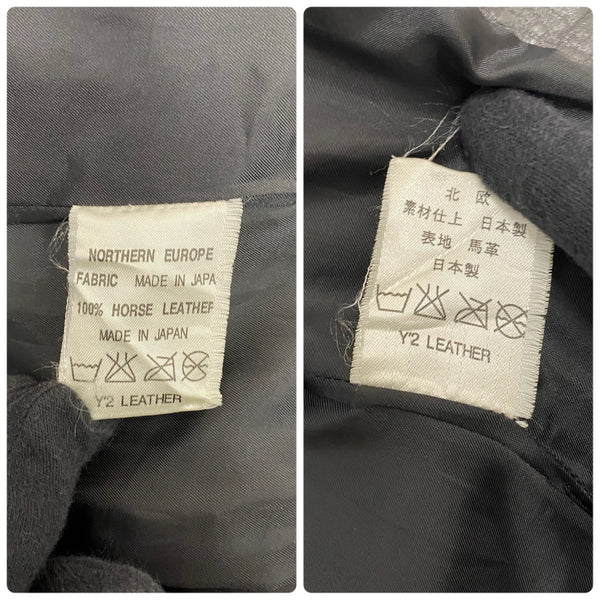 NORTHERN EUROPE
FABRIC MADE IN JAPA
100% HORSE LEATHER
MADE IN JAPAN
Y'2 LEATHER
北 欧
素材仕上 日本製
表地 馬革
日本製
Y'2 LEATHER